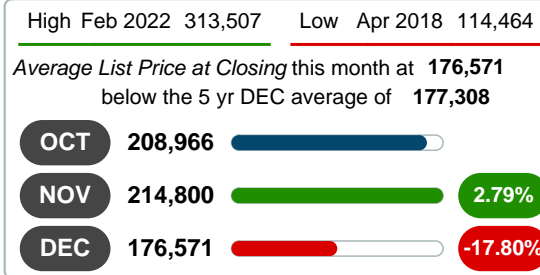 High Feb 2022 313,507 Low Apr 2018 114,464
Average List Price at Closing this month at 176,571
below the 5 yr DEC average of 177,308
OCT 208,966
NOV 214,800 2.79%
DEC 176,571 -17.80%